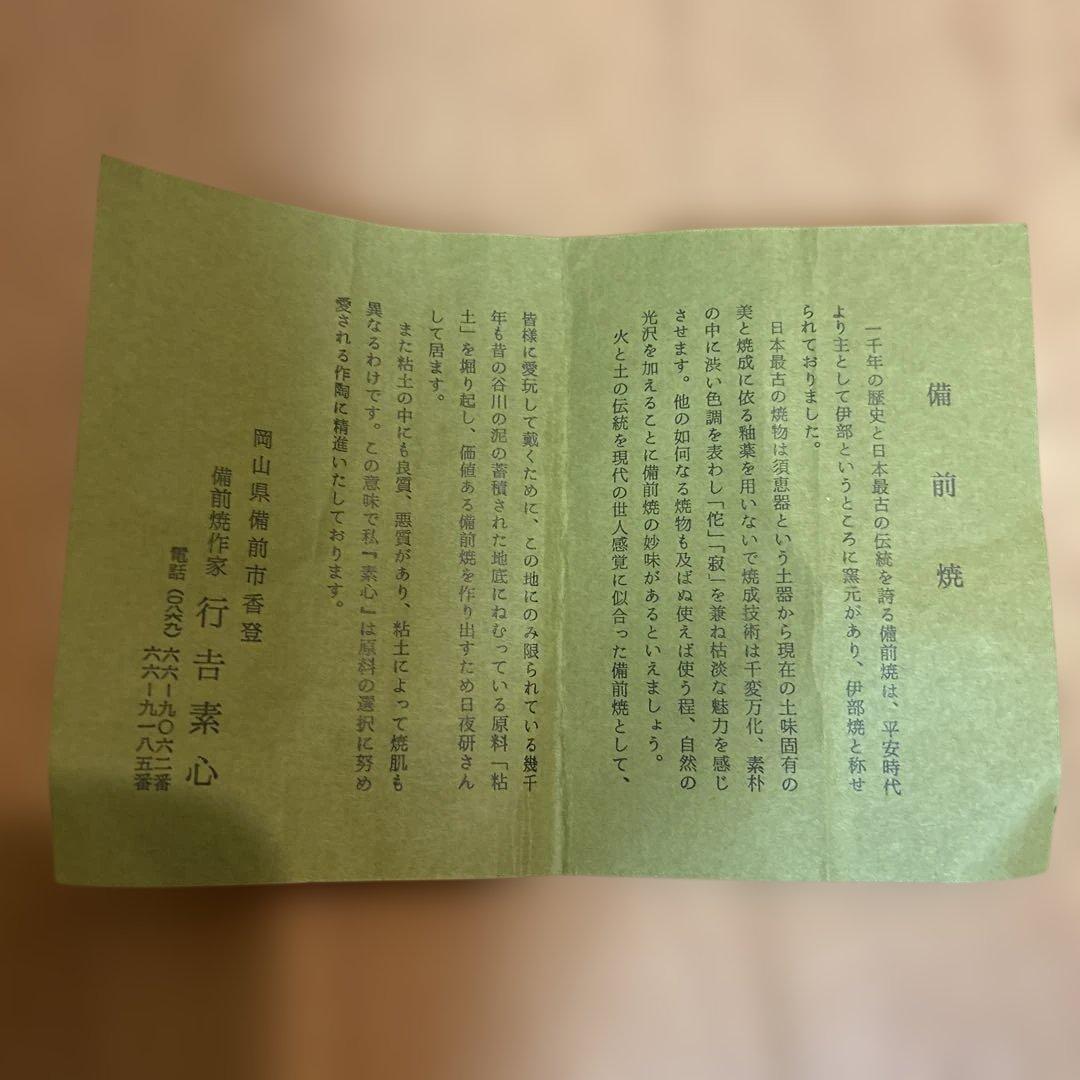 備前焼
一千年の歴史と日本最古の伝統を誇る備前焼は、平安時代
より主として伊部というところに窯元があり、伊部焼と称せ
られておりました。
日本最古の焼物は須恵器という土器から現在の土味固有の
美と焼成に依る釉薬を用いないで焼成技術は千変万化、素朴
の中に渋い色調を表わし「侘」「寂」を兼ね枯淡な魅力を感じ
させます。他の如何なる焼物も及ばぬ使えば使う程、自然の
光沢を加えることに備前焼の妙味があるといえましょう。
火と土の伝統を現代の世人感覚に似合った備前焼として、
皆様に愛玩して戴くために、この地にのみ限られている幾千
年も昔の谷川の泥の蓄積された地底にねむっている原料「粘
土」を堀り起し、価値ある備前焼を作り出すため日夜研さん
して居ます。
また粘土の中にも良質、悪質があり、粘土によって焼肌も
異なるわけです。この意味で私『素心』は原料の選択に努め
愛される作陶に精進いたしております。
岡山県備前市香登
備前焼作家 行吉素心
電話(〇八六九)六六-九〇六二番
六六-九一八五番